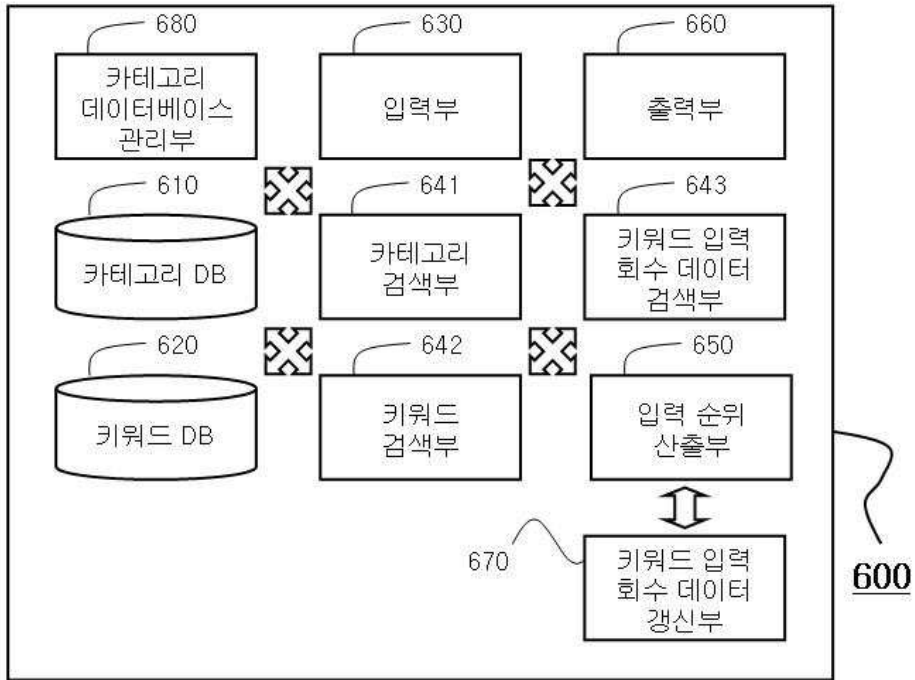 680
카테고리
데이터베이스
관리부
630
입력부
660
출력부
610
카테고리 DB
641
카테고리
검색부
643
키워드 입력
회수 데이터
검색부
620
키워드 DB
642
키워드
검색부
650
입력 순위
산출부
670
키워드 입력
회수 데이터
갱신부
600